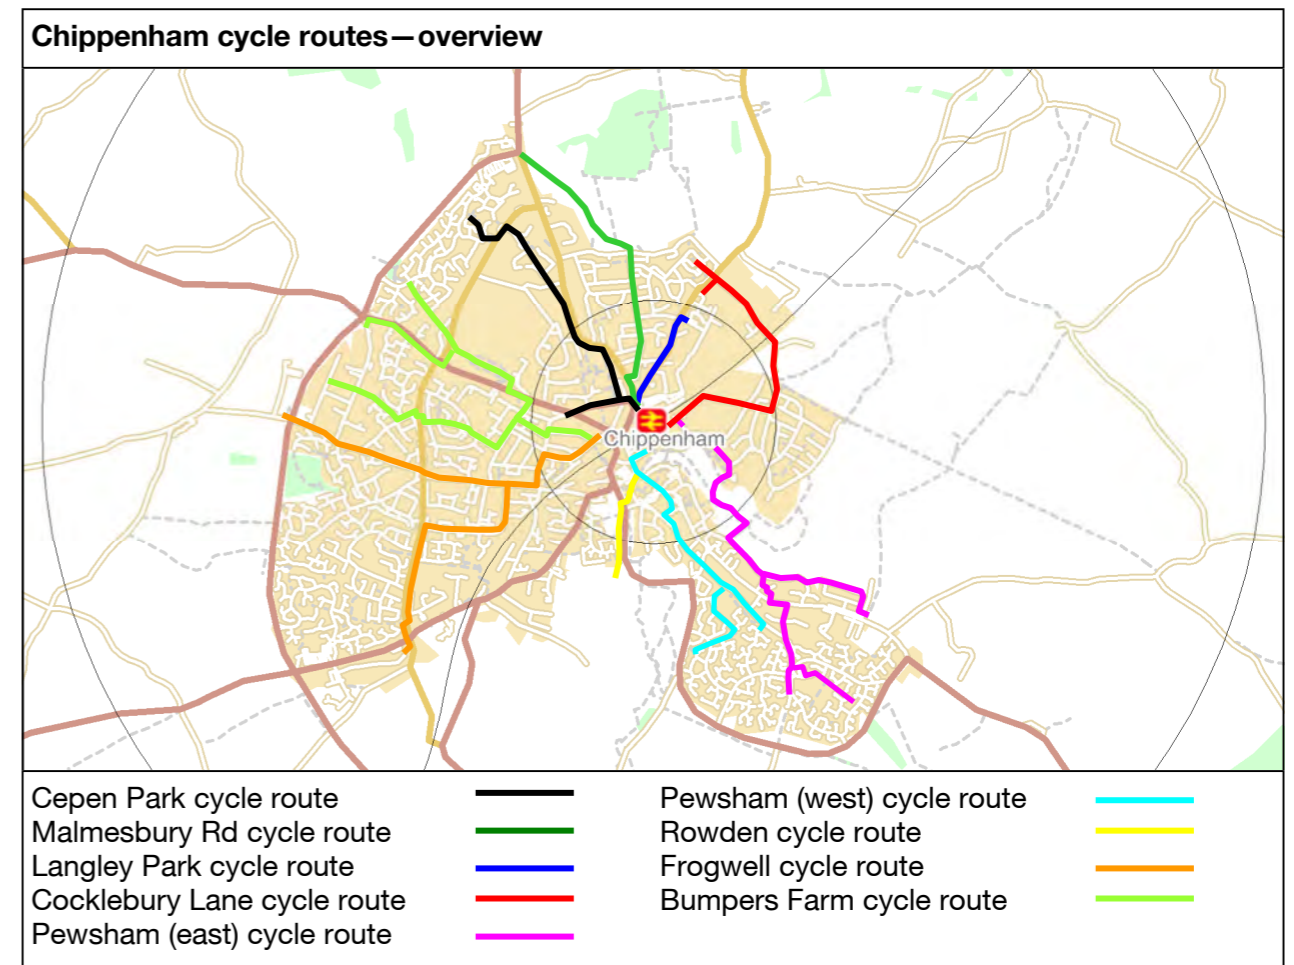 Chippenham cycle routes—overview
Chippenham
Cepen Park cycle route
Malmesbury Rd cycle route
Langley Park cycle route
Cocklebury Lane cycle route
Pewsham (east) cycle route
Pewsham (west) cycle route
Rowden cycle route
Frogwell cycle route
Bumpers Farm cycle route